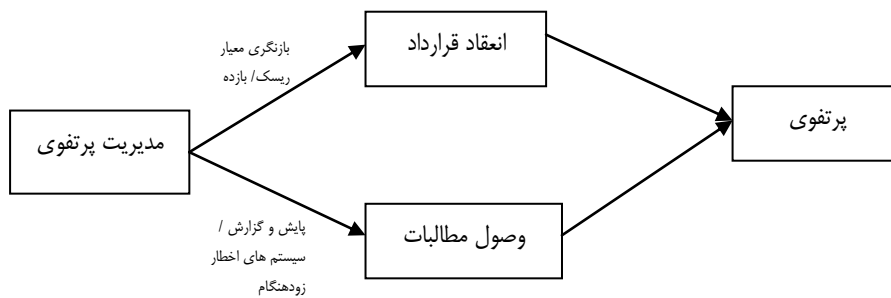 بازنگری معیار
ریسک/ بازده
انعقاد قرارداد
پرتفوی
مدیریت پرتفوی
پایش و گزارش /
سیستم های اخطار
زودهنگام
وصول مطالبات